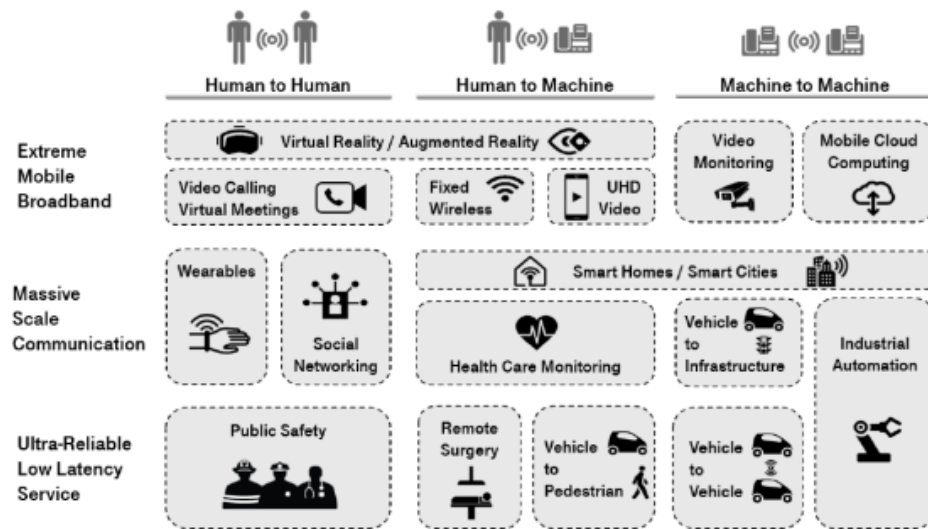 Human to Human
Human to Machine
Machine to Machine
Extreme
Mobile
Broadband
Virtual Reality / Augmented Reality
Video
Monitoring
Mobile Cloud
Computing
Video Calling
Virtual Meetings
Fixed
Wireless
UHD
Video
Massive
Scale
Communication
Wearables
Social
Networking
Smart Homes / Smart Cities
Health Care Monitoring
Vehicle
to
Infrastructure
Industrial
Automation
Ultra-Reliable
Low Latency
Service
Public Safety
Remote
Surgery
Vehicle
to
Pedestrian
Vehicle
to
Vehicle